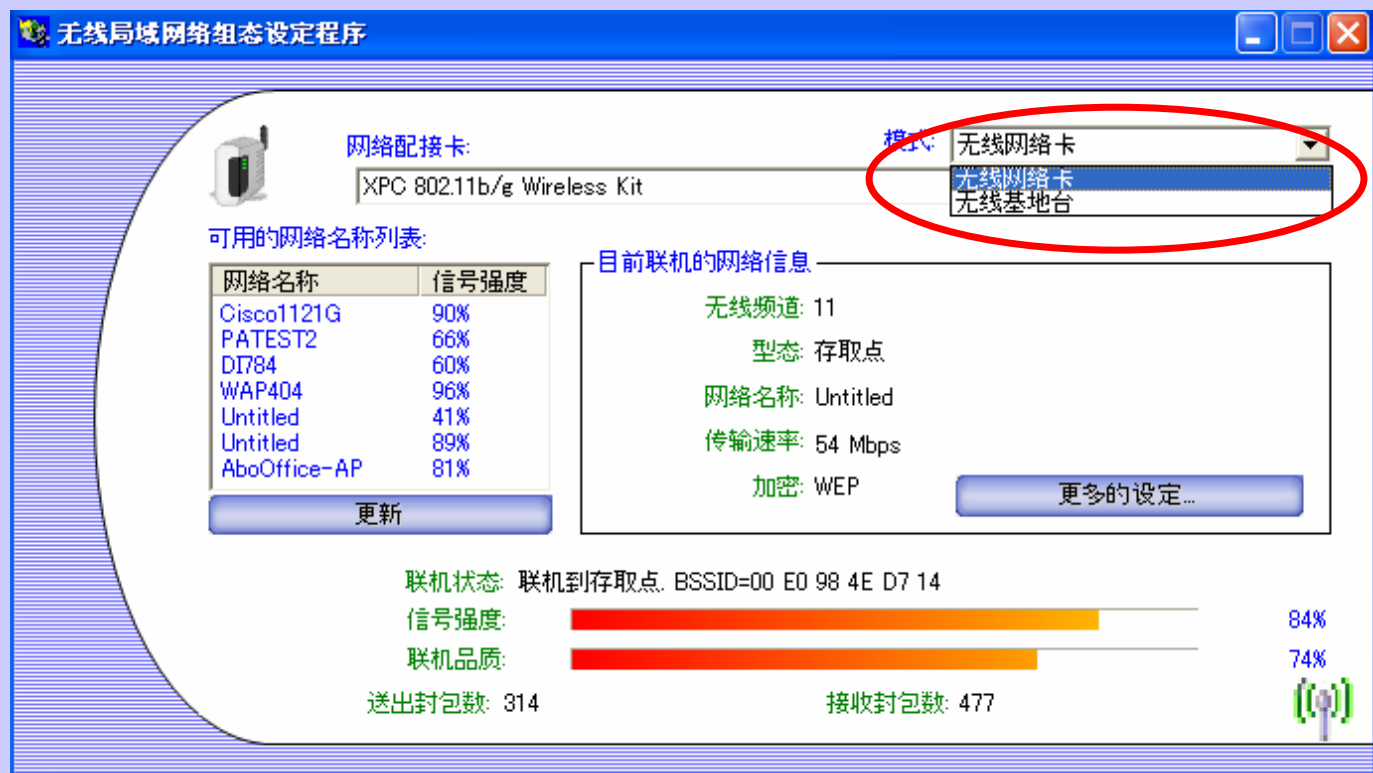 无线局域网络组态设定程序
网络配接卡:
模式: 无线网络卡
XPC 802.11b/g Wireless Kit
无线网络卡
无线基地台
可用的网络名称列表:
网络名称 信号强度
Cisco1121G 90%
PATEST2 66%
DI784 60%
WAP404 96%
Untitled 41%
Untitled 89%
AboOffice-AP 81%
更新
目前联机的网络信息
无线频道: 11
型态: 存取点
网络名称: Untitled
传输速率: 54 Mbps
加密: WEP
更多的设定...
联机状态: 联机到存取点. BSSID=00 E0 98 4E D7 14
信号强度: 84%
联机品质: 74%
送出封包数: 314 接收封包数: 477